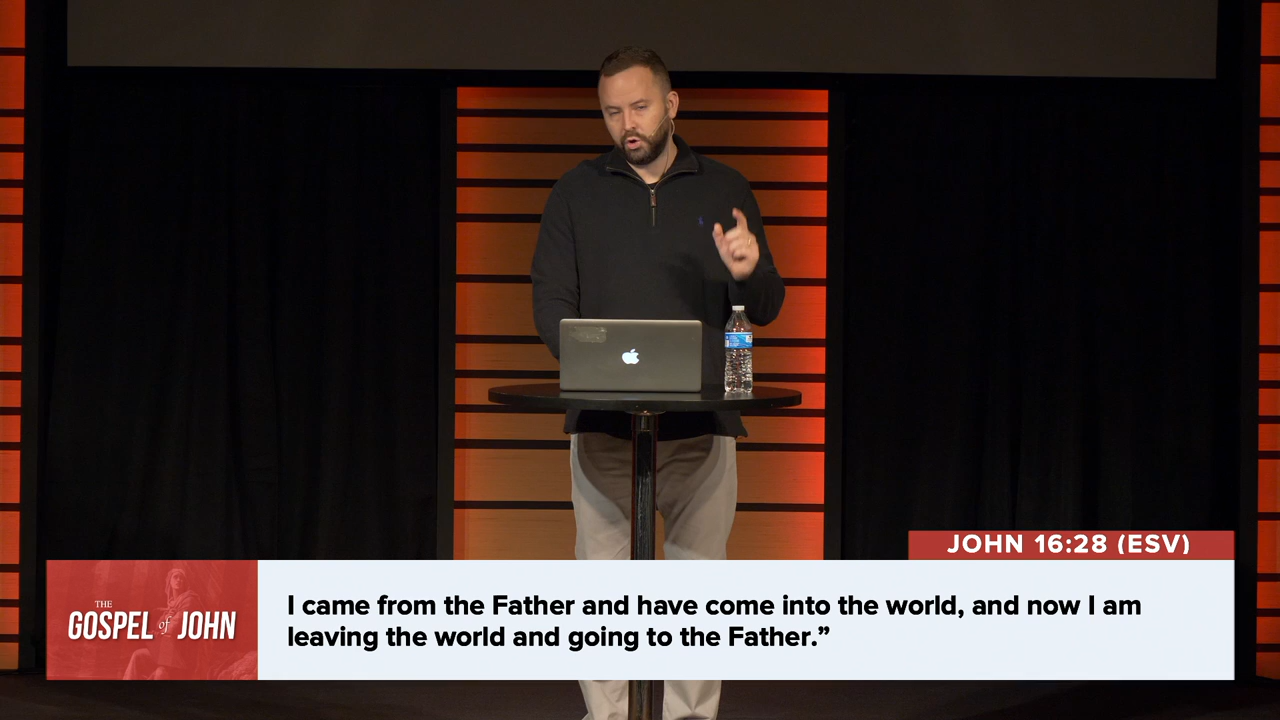 JOHN 16:28 (ESV)
THE
GOSPEL of JOHN
I came from the Father and have come into the world, and now I am
leaving the world and going to the Father.”